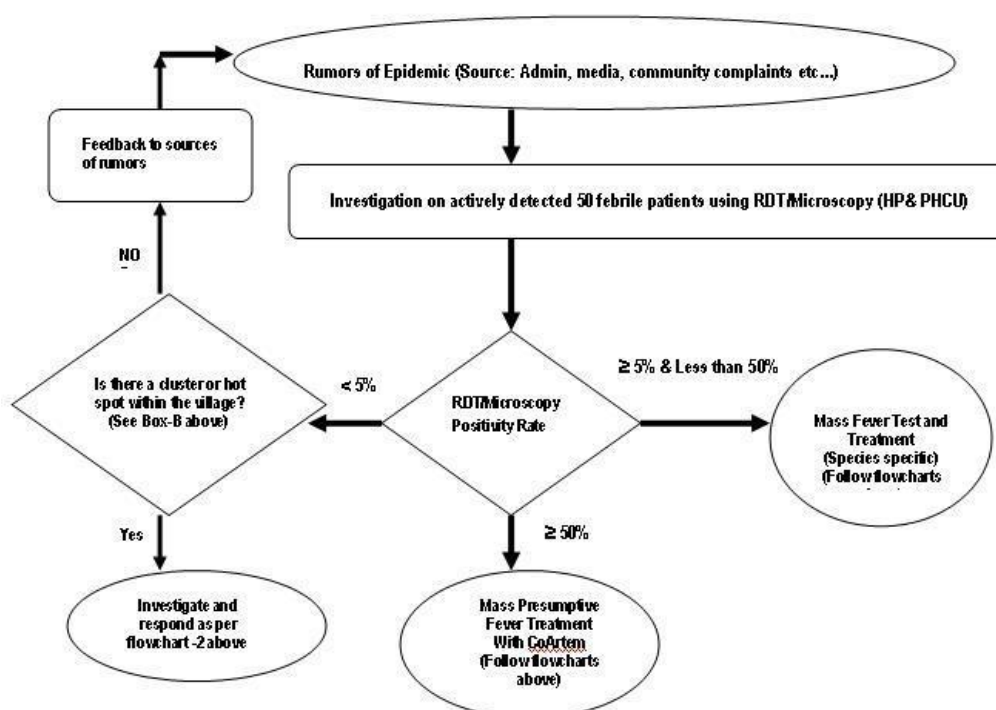 Rumors of Epidemic (Source: Admin, media, community complaints etc...)
Feedback to sources
of rumors
Investigation on actively detected 50 febrile patients using RDT/Microscopy (HP & PHCU)
NO
Is there a cluster or hot
spot within the village?
(See Box-B above)
< 5%
RDT/Microscopy
Positivity Rate
≥ 5% & Less than 50%
Mass Fever Test and
Treatment
(Species specific)
(Follow flowcharts
Yes
≥ 50%
Investigate and
respond as per
flowchart -2 above
Mass Presumptive
Fever Treatment
With CoArtem
(Follow flowcharts
above)